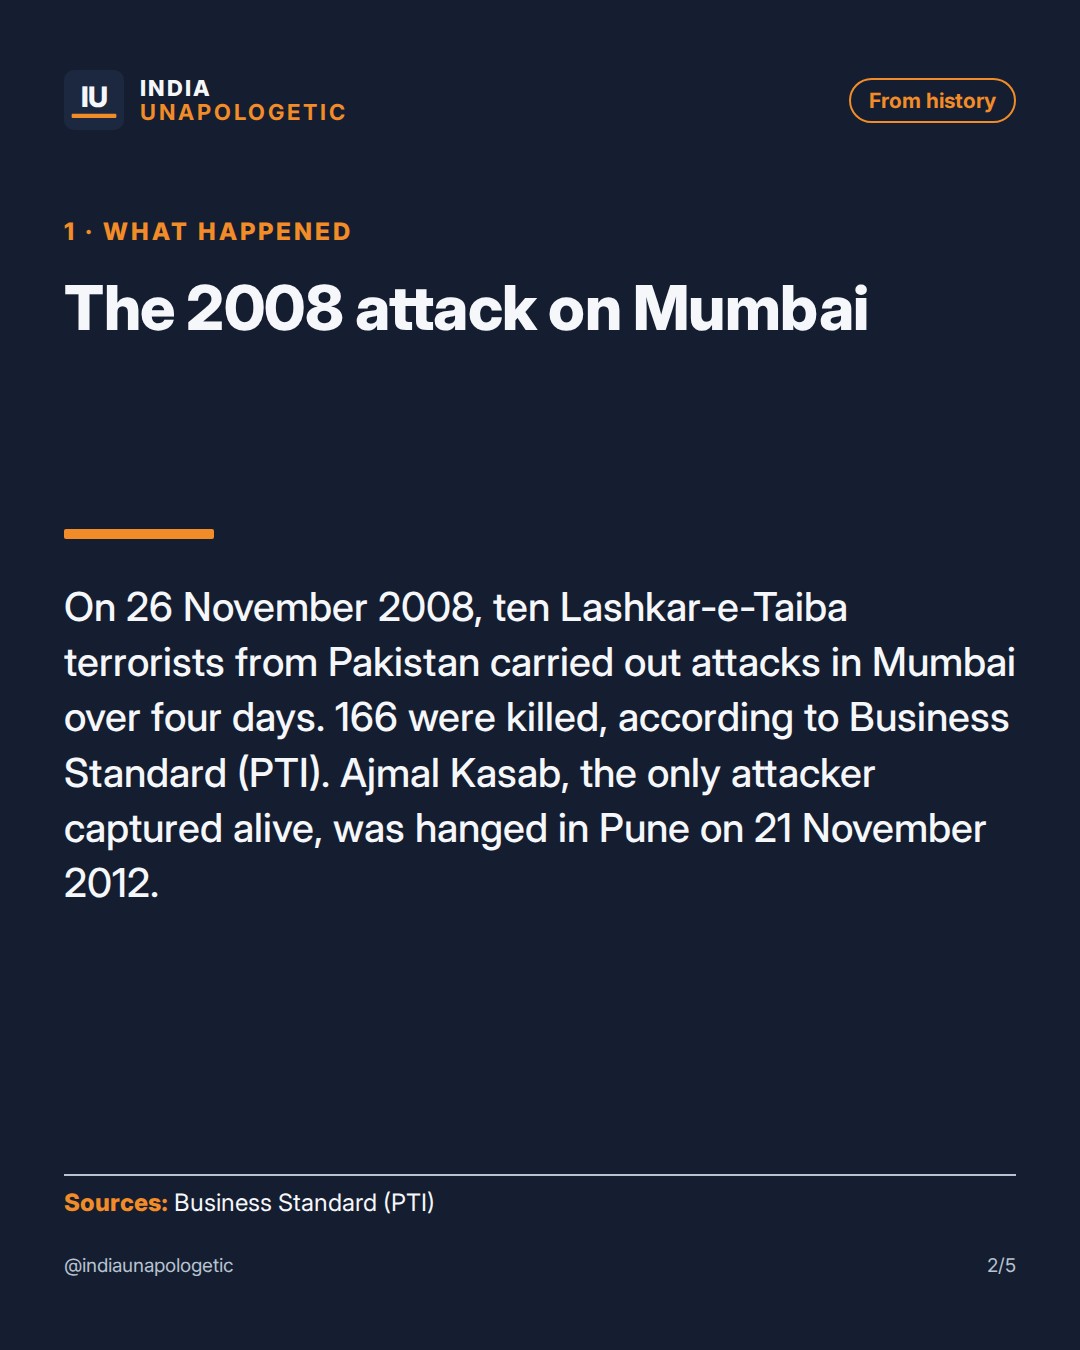 IU
INDIA
UNAPOLOGETIC
From history
1 · WHAT HAPPENED
The 2008 attack on Mumbai
On 26 November 2008, ten Lashkar-e-Taiba
terrorists from Pakistan carried out attacks in Mumbai
over four days. 166 were killed, according to Business
Standard (PTI). Ajmal Kasab, the only attacker
captured alive, was hanged in Pune on 21 November
2012.
Sources: Business Standard (PTI)
@indiaunapologetic
2/5